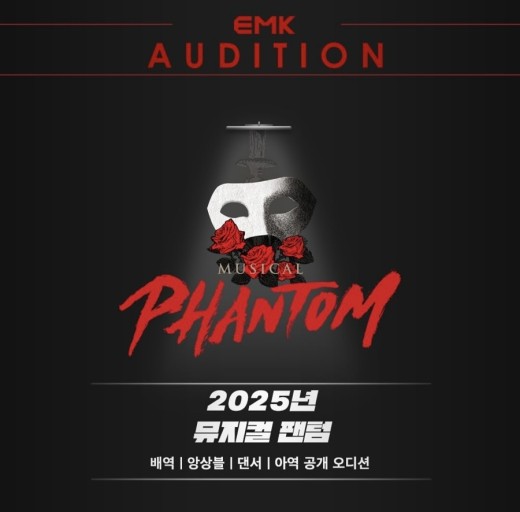 EMK
AUDITION
MUSICAL
PHANTOM
2025년
뮤지컬 팬텀
배역 | 앙상블 | 댄서 | 아역 공개 오디션